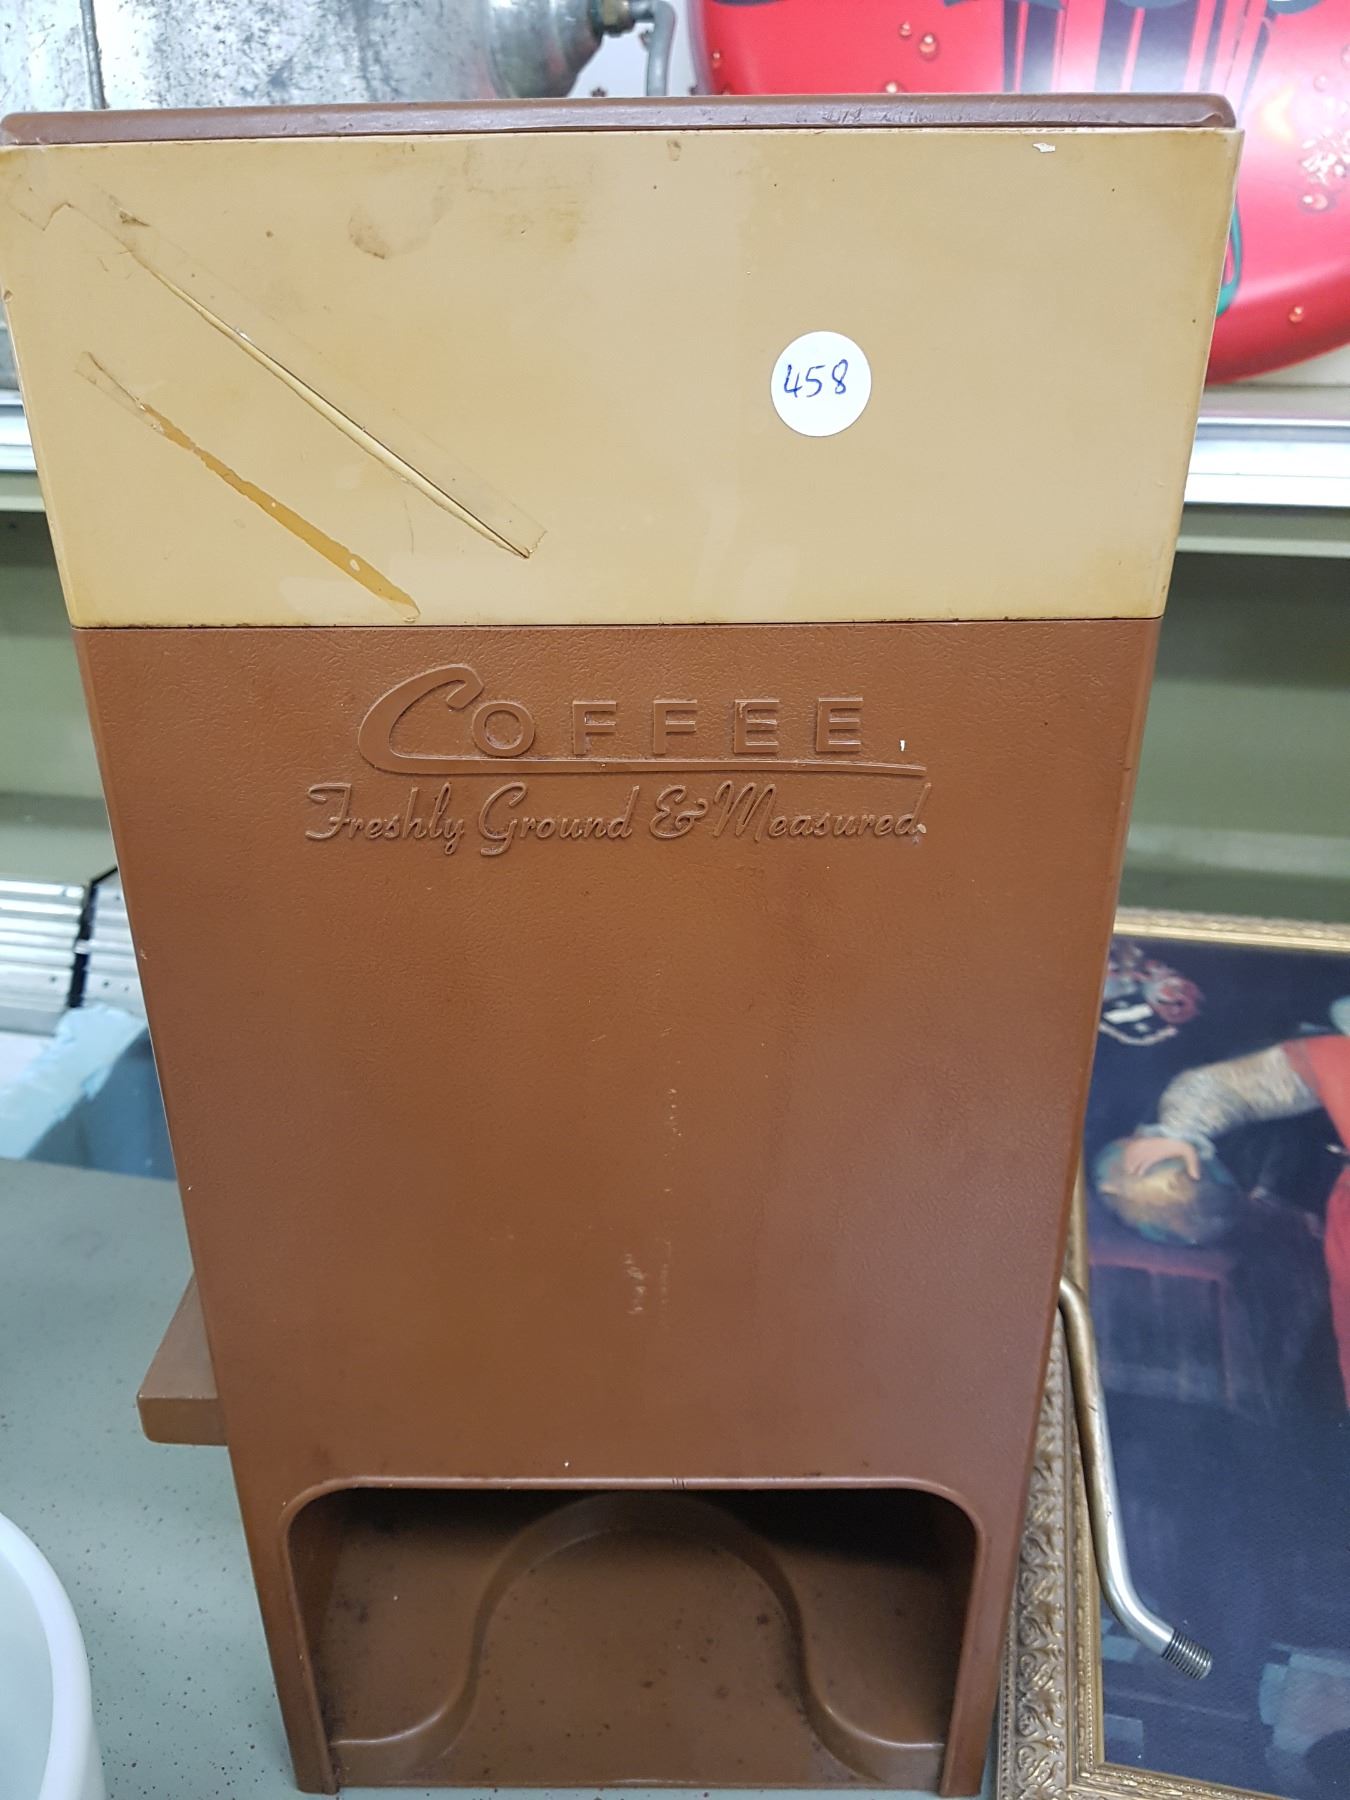 458
COFFEE
Freshly Ground & Measured